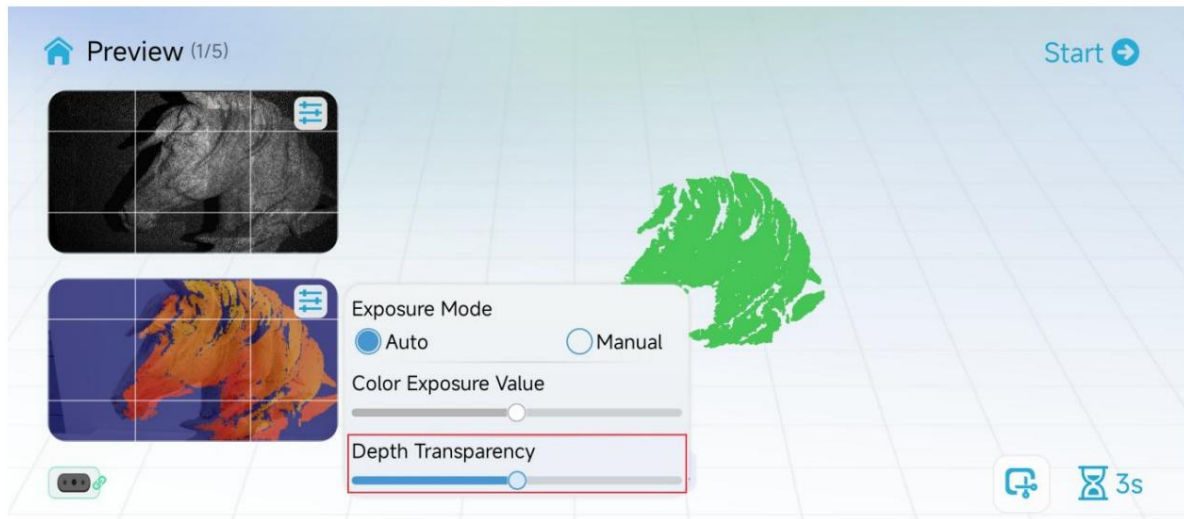 Preview (1/5)
Start
Exposure Mode
Auto
Manual
Color Exposure Value
Depth Transparency
3s